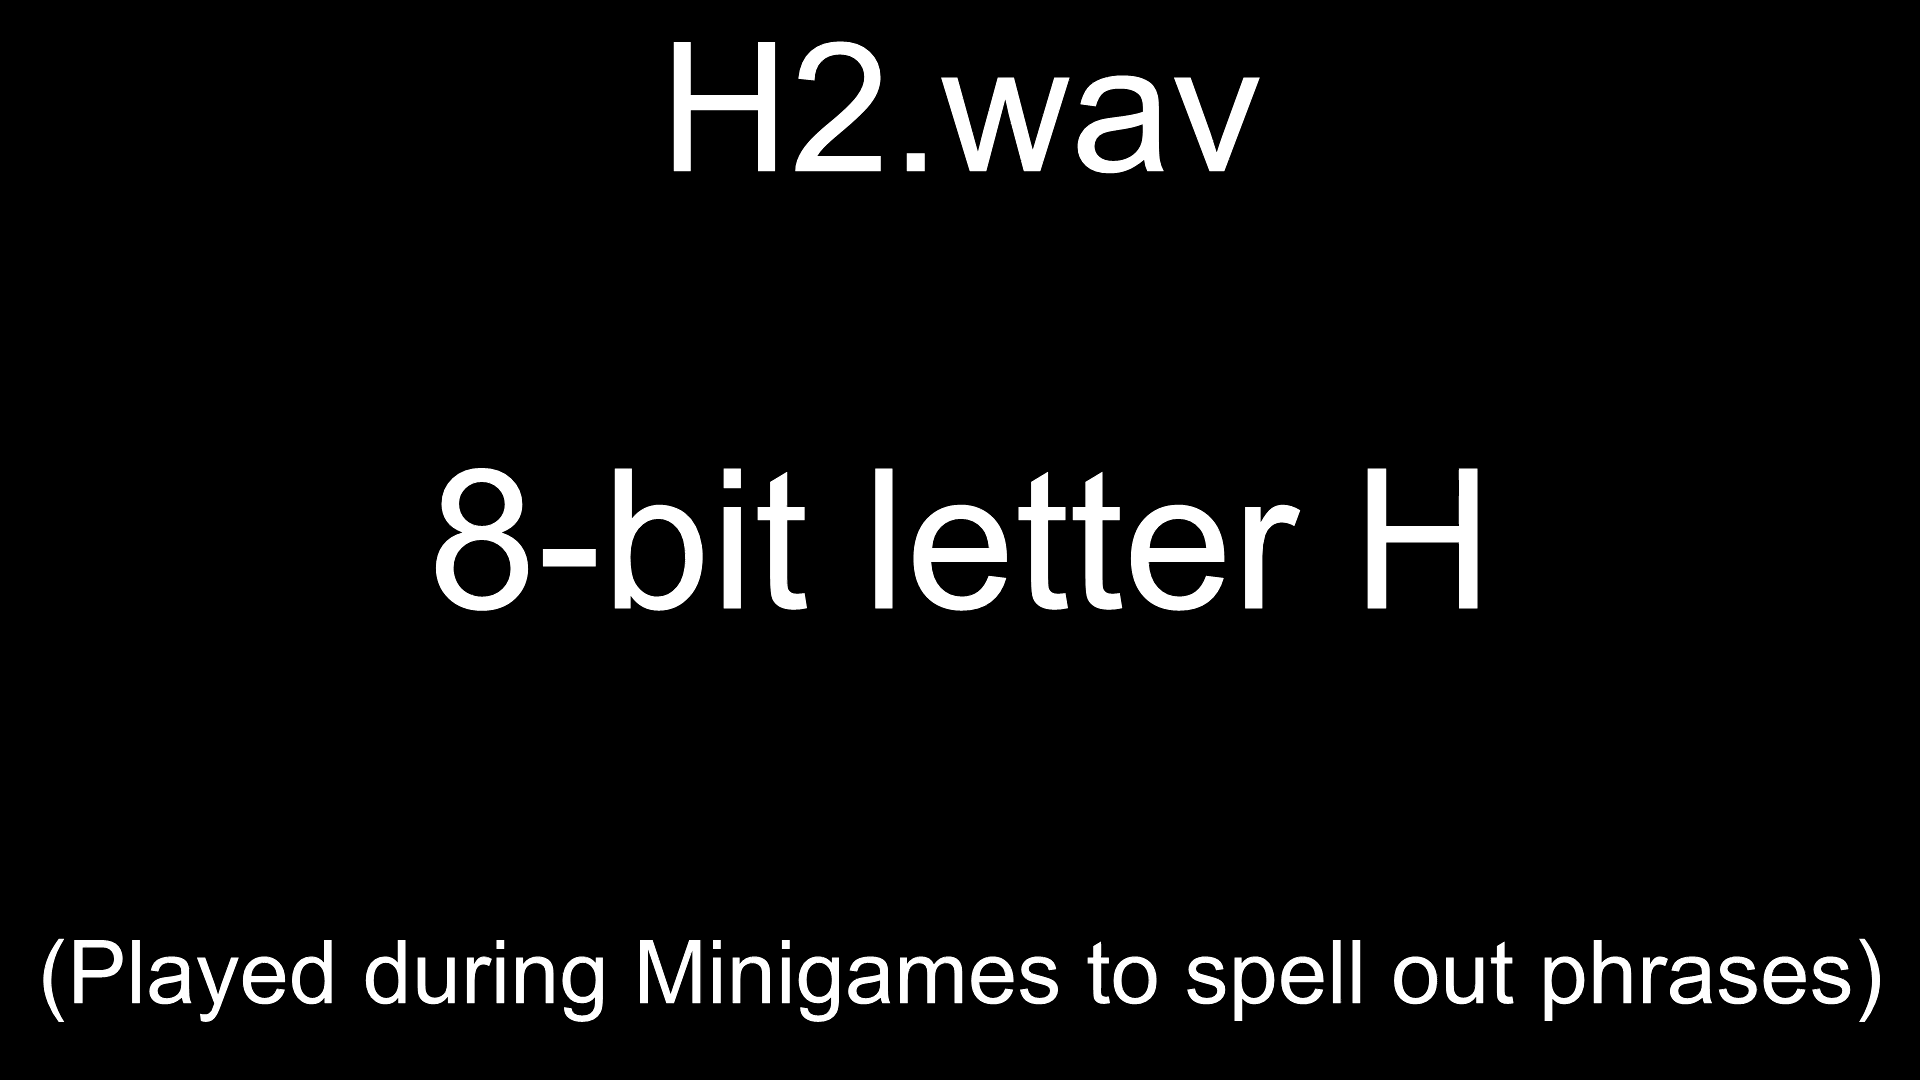 H2.wav
8-bit letter H
(Played during Minigames to spell out phrases)